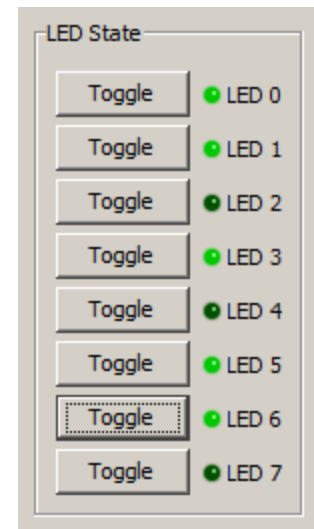 LED State
Toggle LED 0
Toggle LED 1
Toggle LED 2
Toggle LED 3
Toggle LED 4
Toggle LED 5
Toggle LED 6
Toggle LED 7